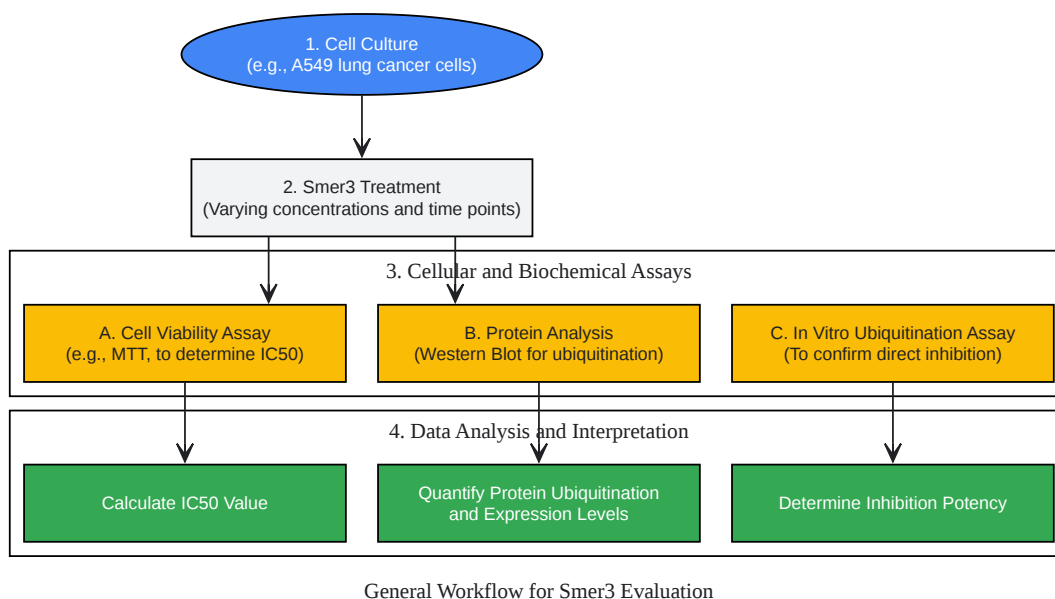 1. Cell Culture
(e.g., A549 lung cancer cells)
2. Smer3 Treatment
(Varying concentrations and time points)
3. Cellular and Biochemical Assays
A. Cell Viability Assay
(e.g., MTT, to determine IC50)
B. Protein Analysis
(Western Blot for ubiquitination)
C. In Vitro Ubiquitination Assay
(To confirm direct inhibition)
4. Data Analysis and Interpretation
Calculate IC50 Value
Quantify Protein Ubiquitination
and Expression Levels
Determine Inhibition Potency
General Workflow for Smer3 Evaluation